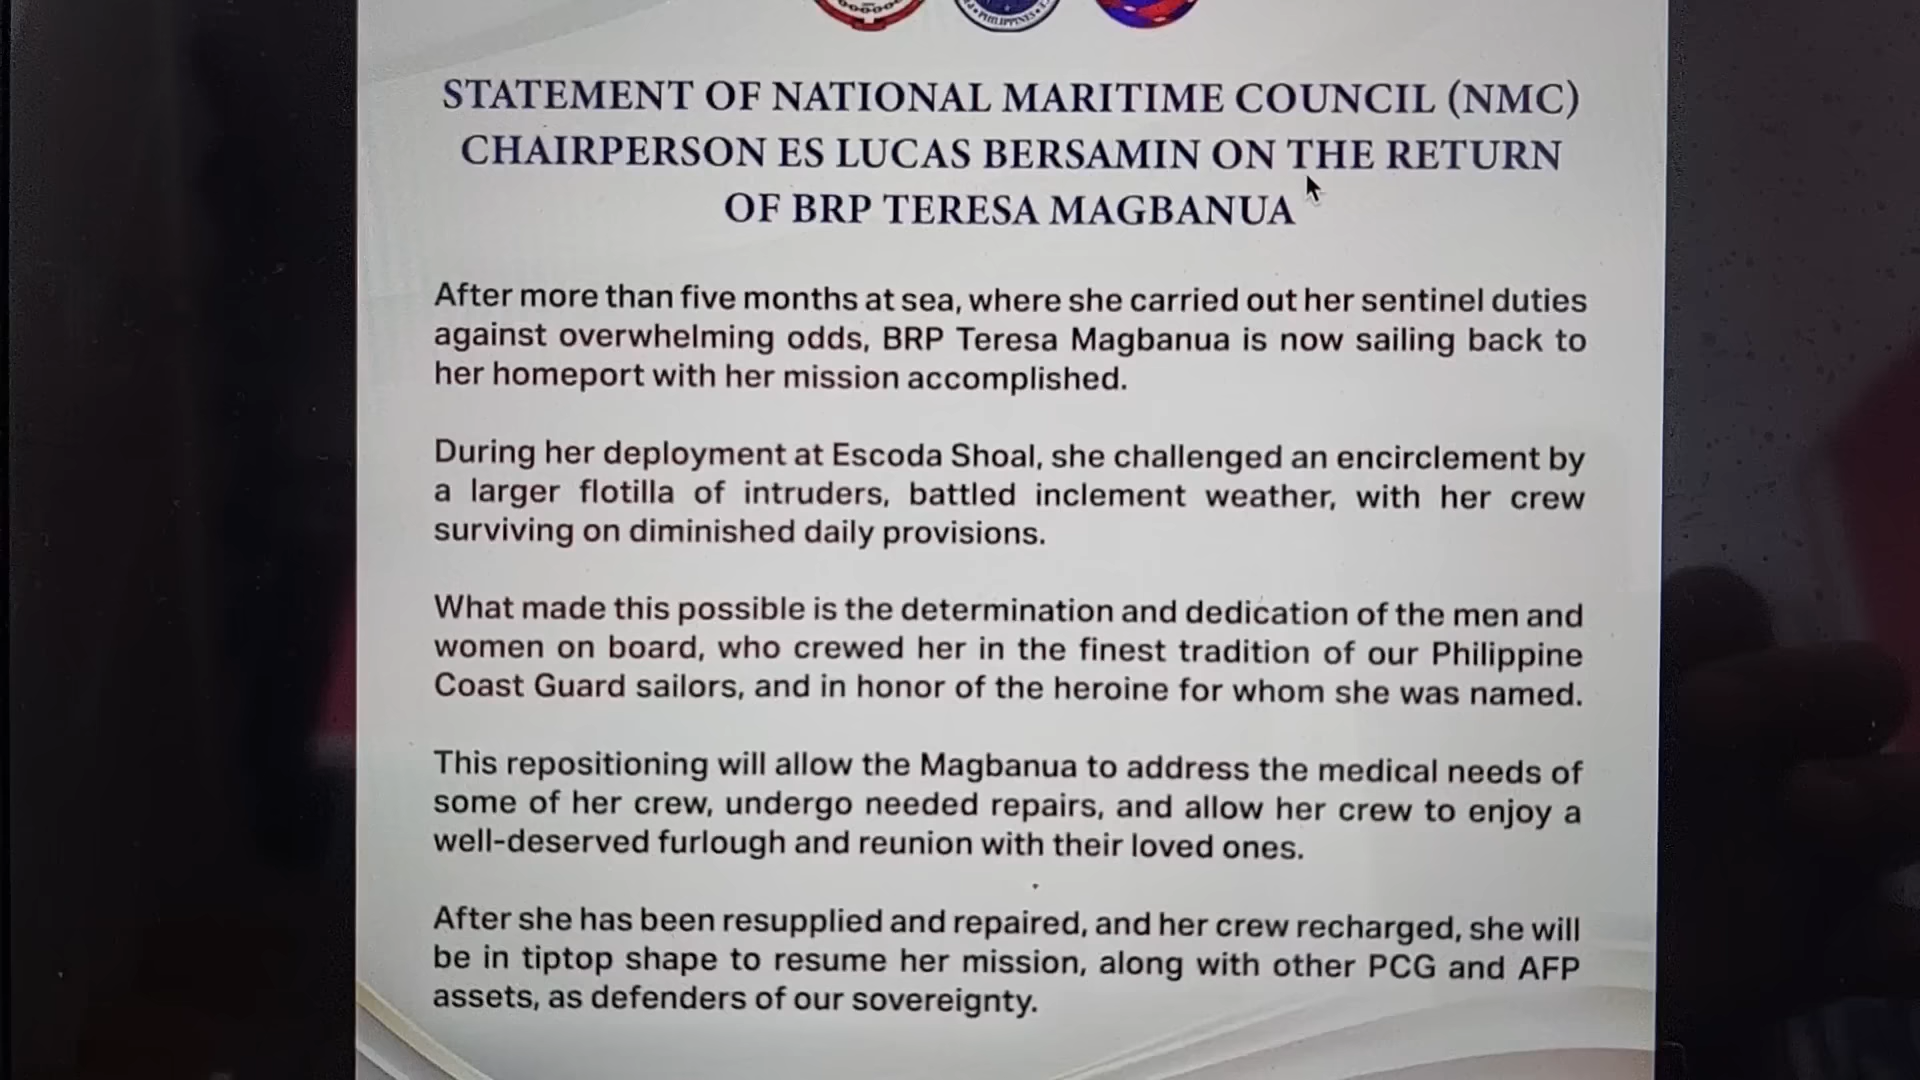 PHILIPPINES
STATEMENT OF NATIONAL MARITIME COUNCIL (NMC)
CHAIRPERSON ES LUCAS BERSAMIN ON THE RETURN
OF BRP TERESA MAGBANUA
After more than five months at sea, where she carried out her sentinel duties
against overwhelming odds, BRP Teresa Magbanua is now sailing back to
her homeport with her mission accomplished.
During her deployment at Escoda Shoal, she challenged an encirclement by
a larger flotilla of intruders, battled inclement weather, with her crew
surviving on diminished daily provisions.
What made this possible is the determination and dedication of the men and
women on board, who crewed her in the finest tradition of our Philippine
Coast Guard sailors, and in honor of the heroine for whom she was named.
This repositioning will allow the Magbanua to address the medical needs of
some of her crew, undergo needed repairs, and allow her crew to enjoy a
well-deserved furlough and reunion with their loved ones.
After she has been resupplied and repaired, and her crew recharged, she will
be in tiptop shape to resume her mission, along with other PCG and AFP
assets, as defenders of our sovereignty.